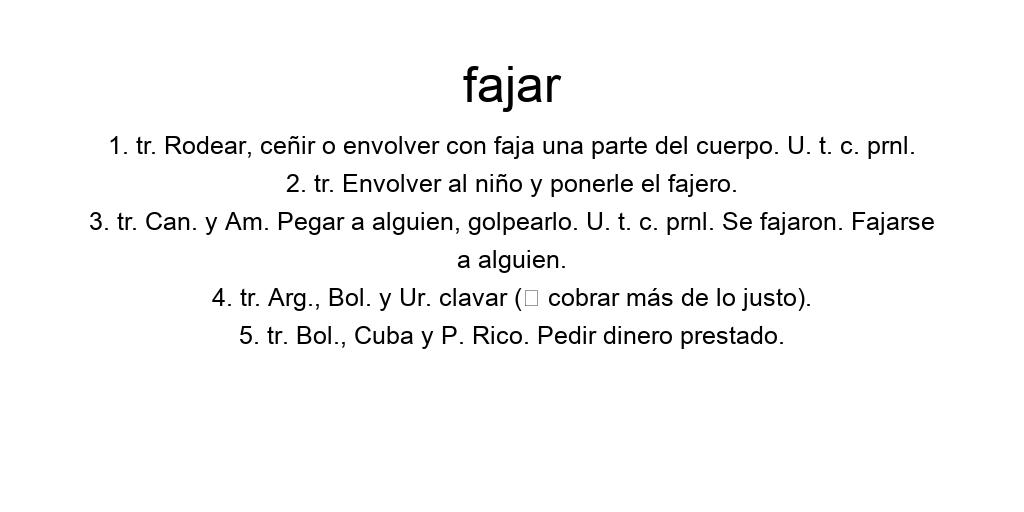 fajar
1. tr. Rodear, ceñir o envolver con faja una parte del cuerpo. U. t. c. prnl.
2. tr. Envolver al niño y ponerle el fajero.
3. tr. Can. y Am. Pegar a alguien, golpearlo. U. t. c. prnl. Se fajaron. Fajarse
a alguien.
4. tr. Arg., Bol. y Ur. clavar (□ cobrar más de lo justo).
5. tr. Bol., Cuba y P. Rico. Pedir dinero prestado.